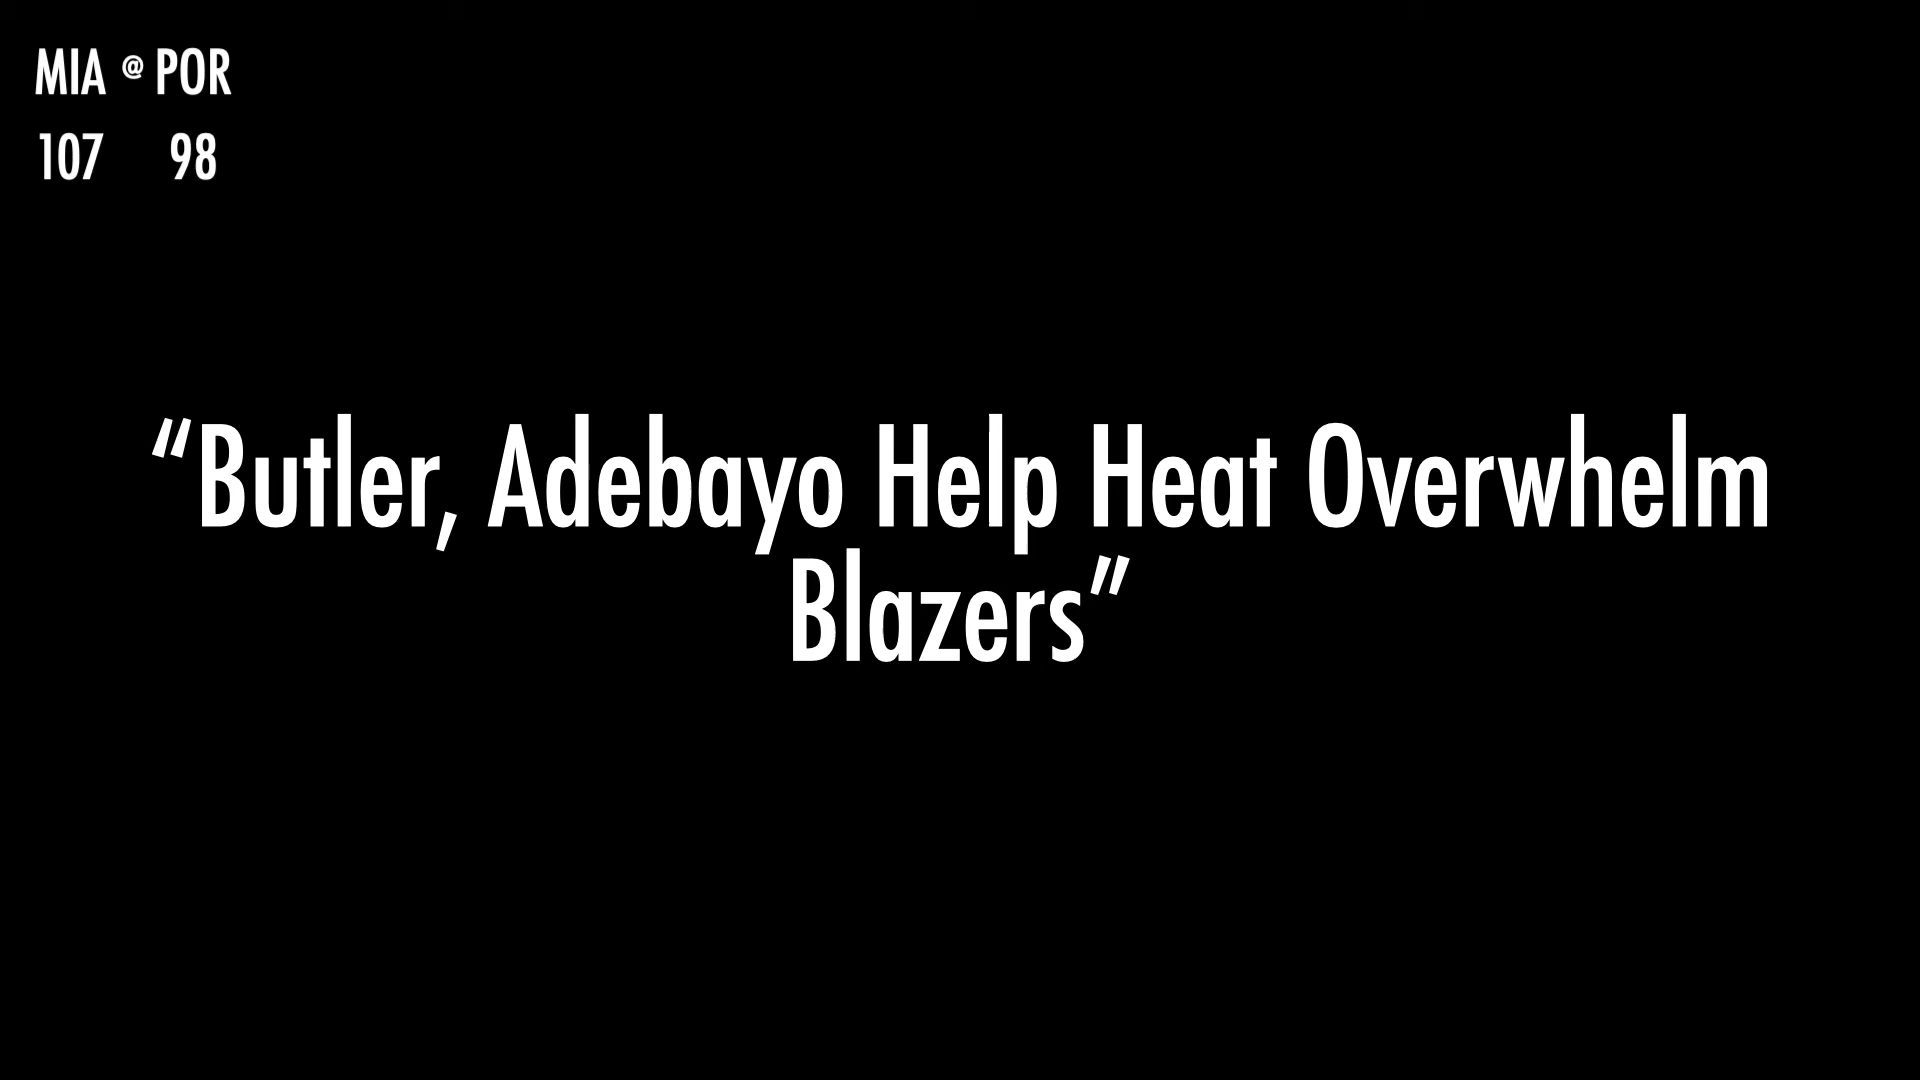 MIA @ POR
107 98
“Butler, Adebayo Help Heat Overwhelm
Blazers”